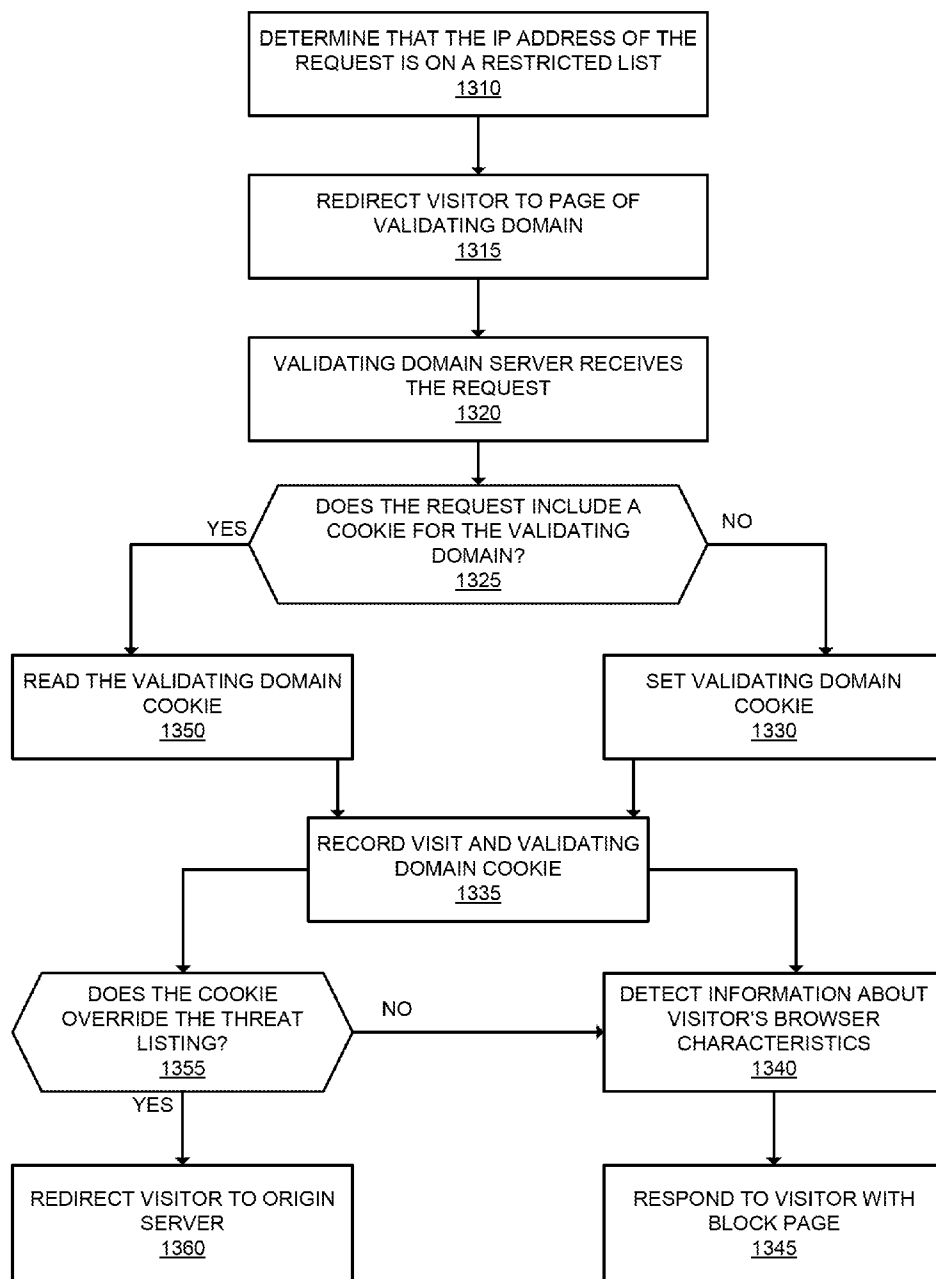 DETERMINE THAT THE IP ADDRESS OF THE
REQUEST IS ON A RESTRICTED LIST
1310
REDIRECT VISITOR TO PAGE OF
VALIDATING DOMAIN
1315
VALIDATING DOMAIN SERVER RECEIVES
THE REQUEST
1320
DOES THE REQUEST INCLUDE A
COOKIE FOR THE VALIDATING
DOMAIN?
1325
YES
NO
READ THE VALIDATING DOMAIN
COOKIE
1350
SET VALIDATING DOMAIN
COOKIE
1330
RECORD VISIT AND VALIDATING
DOMAIN COOKIE
1335
DOES THE COOKIE
OVERRIDE THE THREAT
LISTING?
1355
NO
YES
DETECT INFORMATION ABOUT
VISITOR'S BROWSER
CHARACTERISTICS
1340
REDIRECT VISITOR TO ORIGIN
SERVER
1360
RESPOND TO VISITOR WITH
BLOCK PAGE
1345